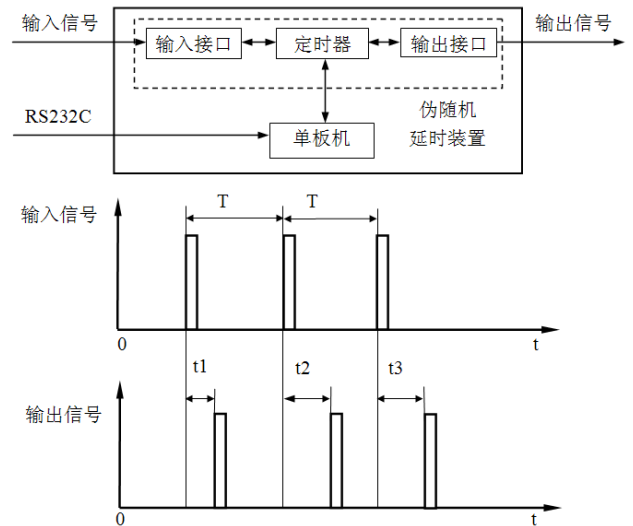 输入信号
输入接口
定时器
输出接口
输出信号
RS232C
单板机
伪随机
延时装置
输入信号
T
T
0
t
t1
t2
t3
输出信号
0
t